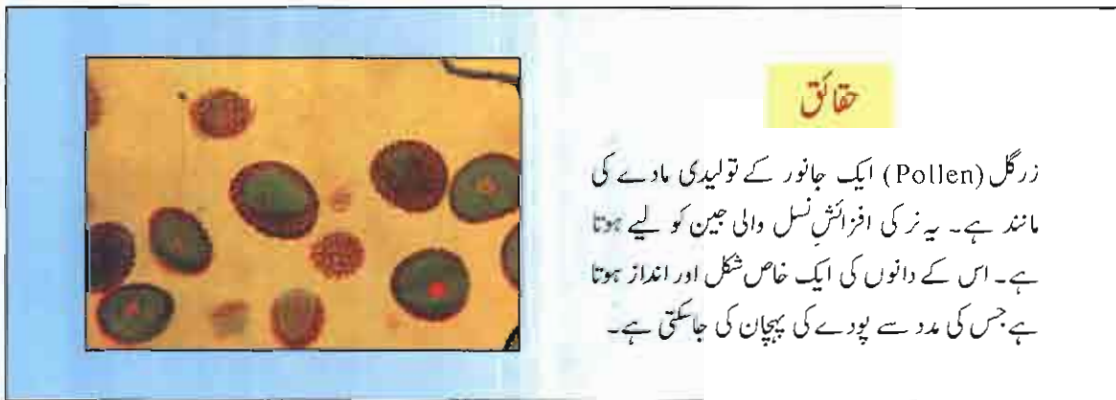 حقائق
زرگل (Pollen) ایک جانور کے تولیدی مادے کی
مانند ہے۔ یہ نر کی افزائشِ نسل والی جین کو لیے ہوتا
ہے۔ اس کے دانوں کی ایک خاص شکل اور انداز ہوتا
ہے جس کی مدد سے پودے کی پہچان کی جاسکتی ہے۔